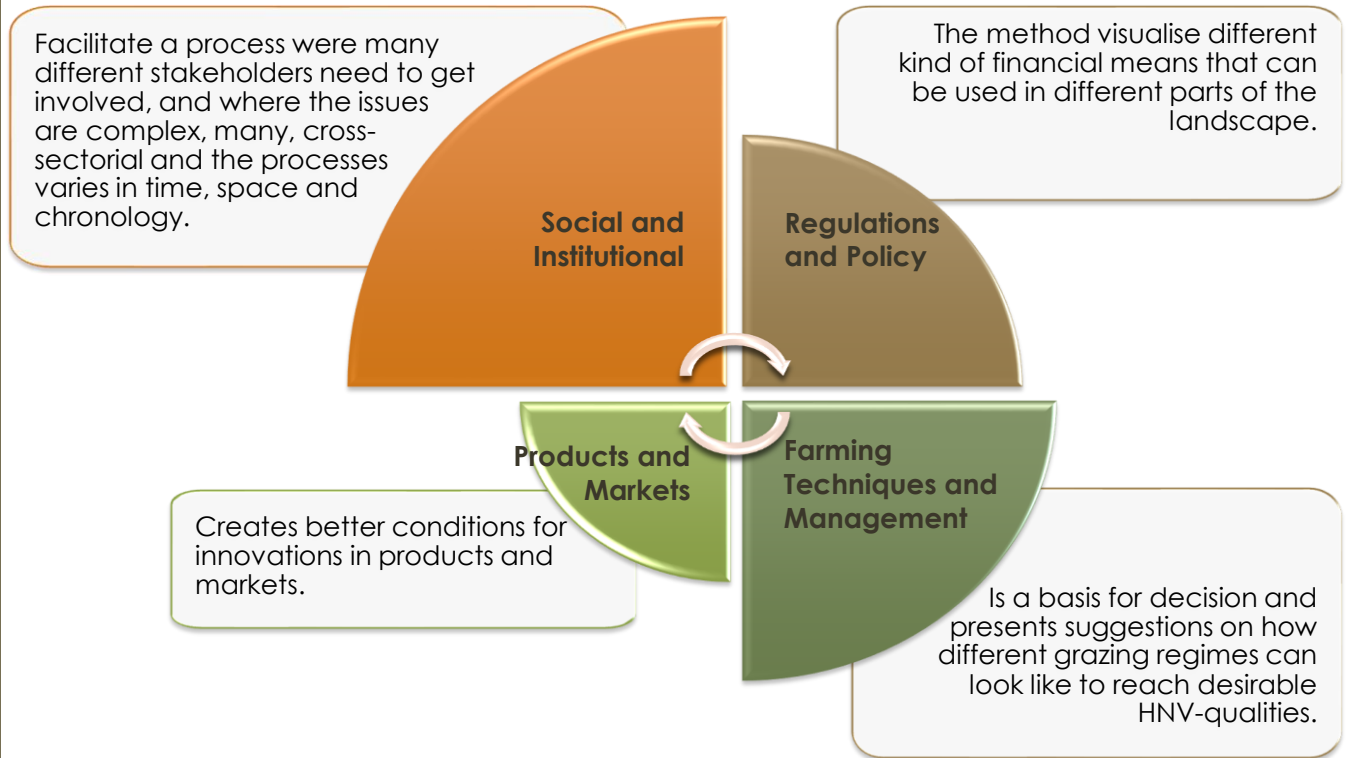 Facilitate a process were many
different stakeholders need to get
involved, and where the issues
are complex, many, cross-
sectorial and the processes
varies in time, space and
chronology.
The method visualise different
kind of financial means that can
be used in different parts of the
landscape.
Social and
Institutional
Regulations
and Policy
Products and
Markets
Farming
Techniques and
Management
Creates better conditions for
innovations in products and
markets.
Is a basis for decision and
presents suggestions on how
different grazing regimes can
look like to reach desirable
HNV-qualities.